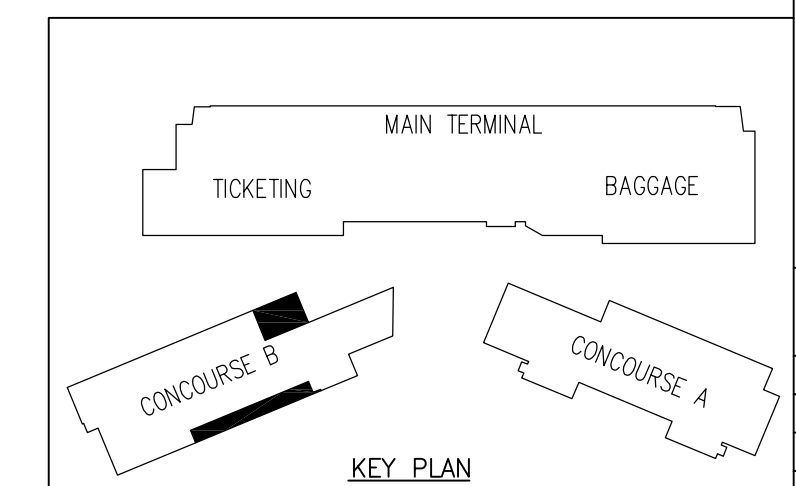 MAIN TERMINAL
TICKETING
BAGGAGE
CONCOURSE B
CONCOURSE A
KEY PLAN